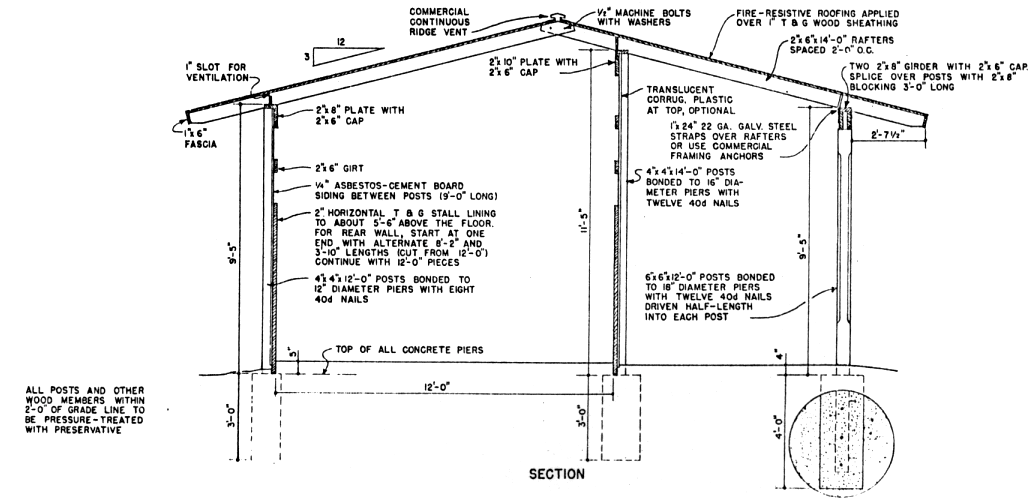 COMMERCIAL
CONTINUOUS
RIDGE VENT
½" MACHINE BOLTS
WITH WASHERS
FIRE-RESISTIVE ROOFING APPLIED
OVER 1" T & G WOOD SHEATHING
12
3
2"x 6"x 14'-0" RAFTERS
SPACED 2'-0" O.C.
1" SLOT FOR
VENTILATION
2"x 10" PLATE WITH
2"x 6" CAP
TWO 2"x 8" GIRDER WITH 2"x 6" CAP.
SPLICE OVER POSTS WITH 2"x 8"
BLOCKING 3'-0" LONG
TRANSLUCENT
CORRUG. PLASTIC
AT TOP, OPTIONAL
2"x 8" PLATE WITH
2"x 6" CAP
1"x 6"
FASCIA
1"x 24" 22 GA. GALV. STEEL
STRAPS OVER RAFTERS
OR USE COMMERCIAL
FRAMING ANCHORS
2'-7½"
2"x 6" GIRT
¼" ASBESTOS-CEMENT BOARD
SIDING BETWEEN POSTS (9'-0" LONG)
4"x 4"x 14'-0" POSTS
BONDED TO 16" DIA-
METER PIERS WITH
TWELVE 40d NAILS
2" HORIZONTAL T & G STALL LINING
TO ABOUT 5'-6" ABOVE THE FLOOR.
FOR REAR WALL, START AT ONE
END WITH ALTERNATE 8'-2" AND
3'-10" LENGTHS (CUT FROM 12'-0")
CONTINUE WITH 12'-0" PIECES
9'-5"
11'-5"
9'-5"
4"x 4"x 12'-0" POSTS BONDED TO
12" DIAMETER PIERS WITH EIGHT
40d NAILS
6"x 6"x 12'-0" POSTS BONDED
TO 18" DIAMETER PIERS
WITH TWELVE 40d NAILS
DRIVEN HALF-LENGTH
INTO EACH POST
5"
TOP OF ALL CONCRETE PIERS
4"
12'-0"
ALL POSTS AND OTHER
WOOD MEMBERS WITHIN
2'-0" OF GRADE LINE TO
BE PRESSURE-TREATED
WITH PRESERVATIVE
3'-0"
3'-0"
4'-0"
SECTION